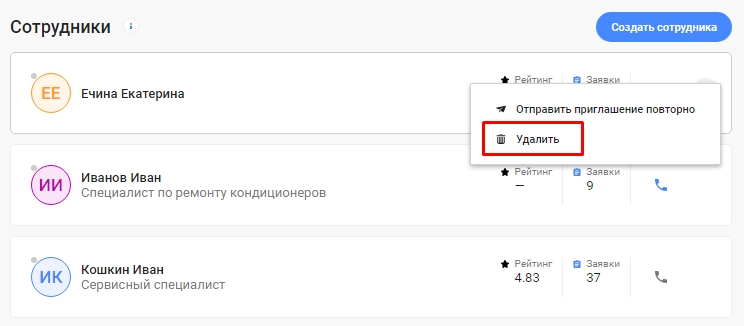 Сотрудники
Создать сотрудника
ЕЕ
Ечина Екатерина
Рейтинг
Заявки
Отправить приглашение повторно
Удалить
ИИ
Иванов Иван
Специалист по ремонту кондиционеров
Рейтинг
—
Заявки
9
ИК
Кошкин Иван
Сервисный специалист
Рейтинг
4.83
Заявки
37